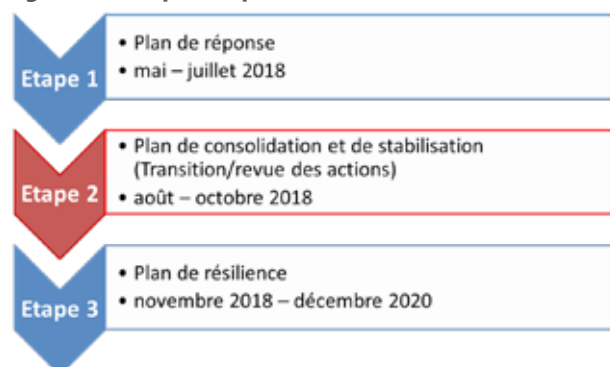 Etape 1
• Plan de réponse
• mai – juillet 2018
Etape 2
• Plan de consolidation et de stabilisation
(Transition/revue des actions)
• août – octobre 2018
Etape 3
• Plan de résilience
• novembre 2018 – décembre 2020